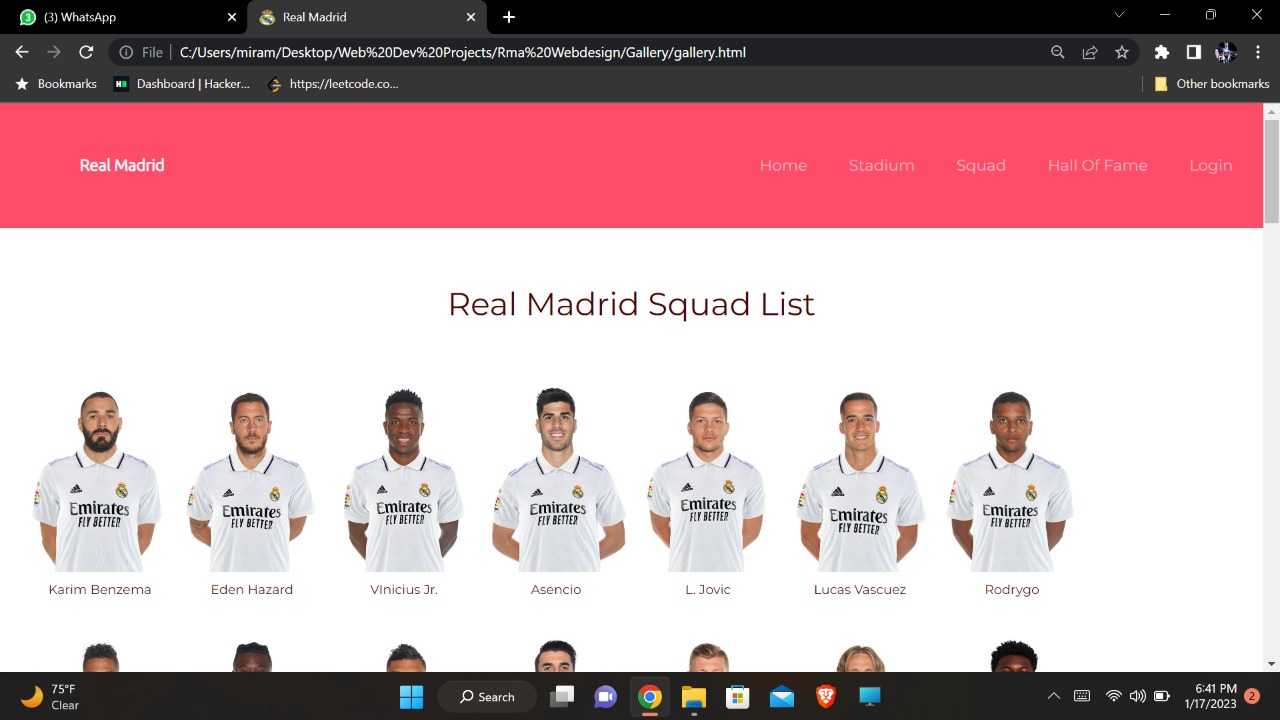 (3) WhatsApp
Real Madrid
File
C:/Users/miram/Desktop/Web%20Dev%20Projects/Rma%20Webdesign/Gallery/gallery.html
Bookmarks
Dashboard | Hacker...
https://leetcode.co...
Other bookmarks
Real Madrid
Home
Stadium
Squad
Hall Of Fame
Login
Real Madrid Squad List
Emirates
FLY BETTER
Emirates
FLY BETTER
Emirates
FLY BETTER
Emirates
FLY BETTER
Emirates
FLY BETTER
Emirates
FLY BETTER
Emirates
FLY BETTER
Karim Benzema
Eden Hazard
VInicius Jr.
Asencio
L. Jovic
Lucas Vascuez
Rodrygo
75°F
Clear
Search
6:41 PM
1/17/2023
2